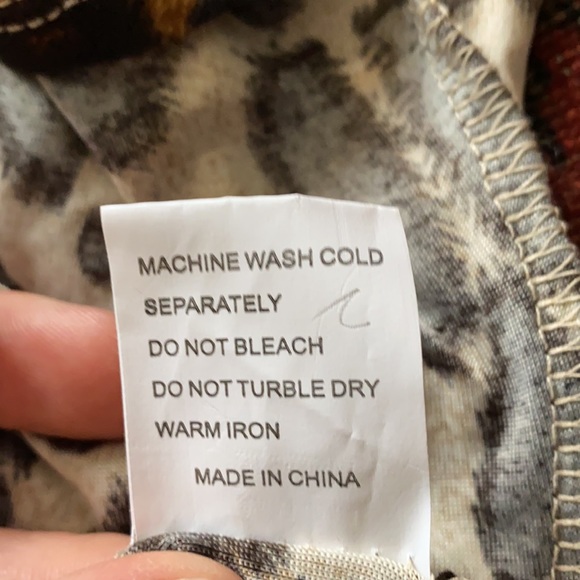 MACHINE WASH COLD
SEPARATELY
DO NOT BLEACH
DO NOT TURBLE DRY
WARM IRON
MADE IN CHINA